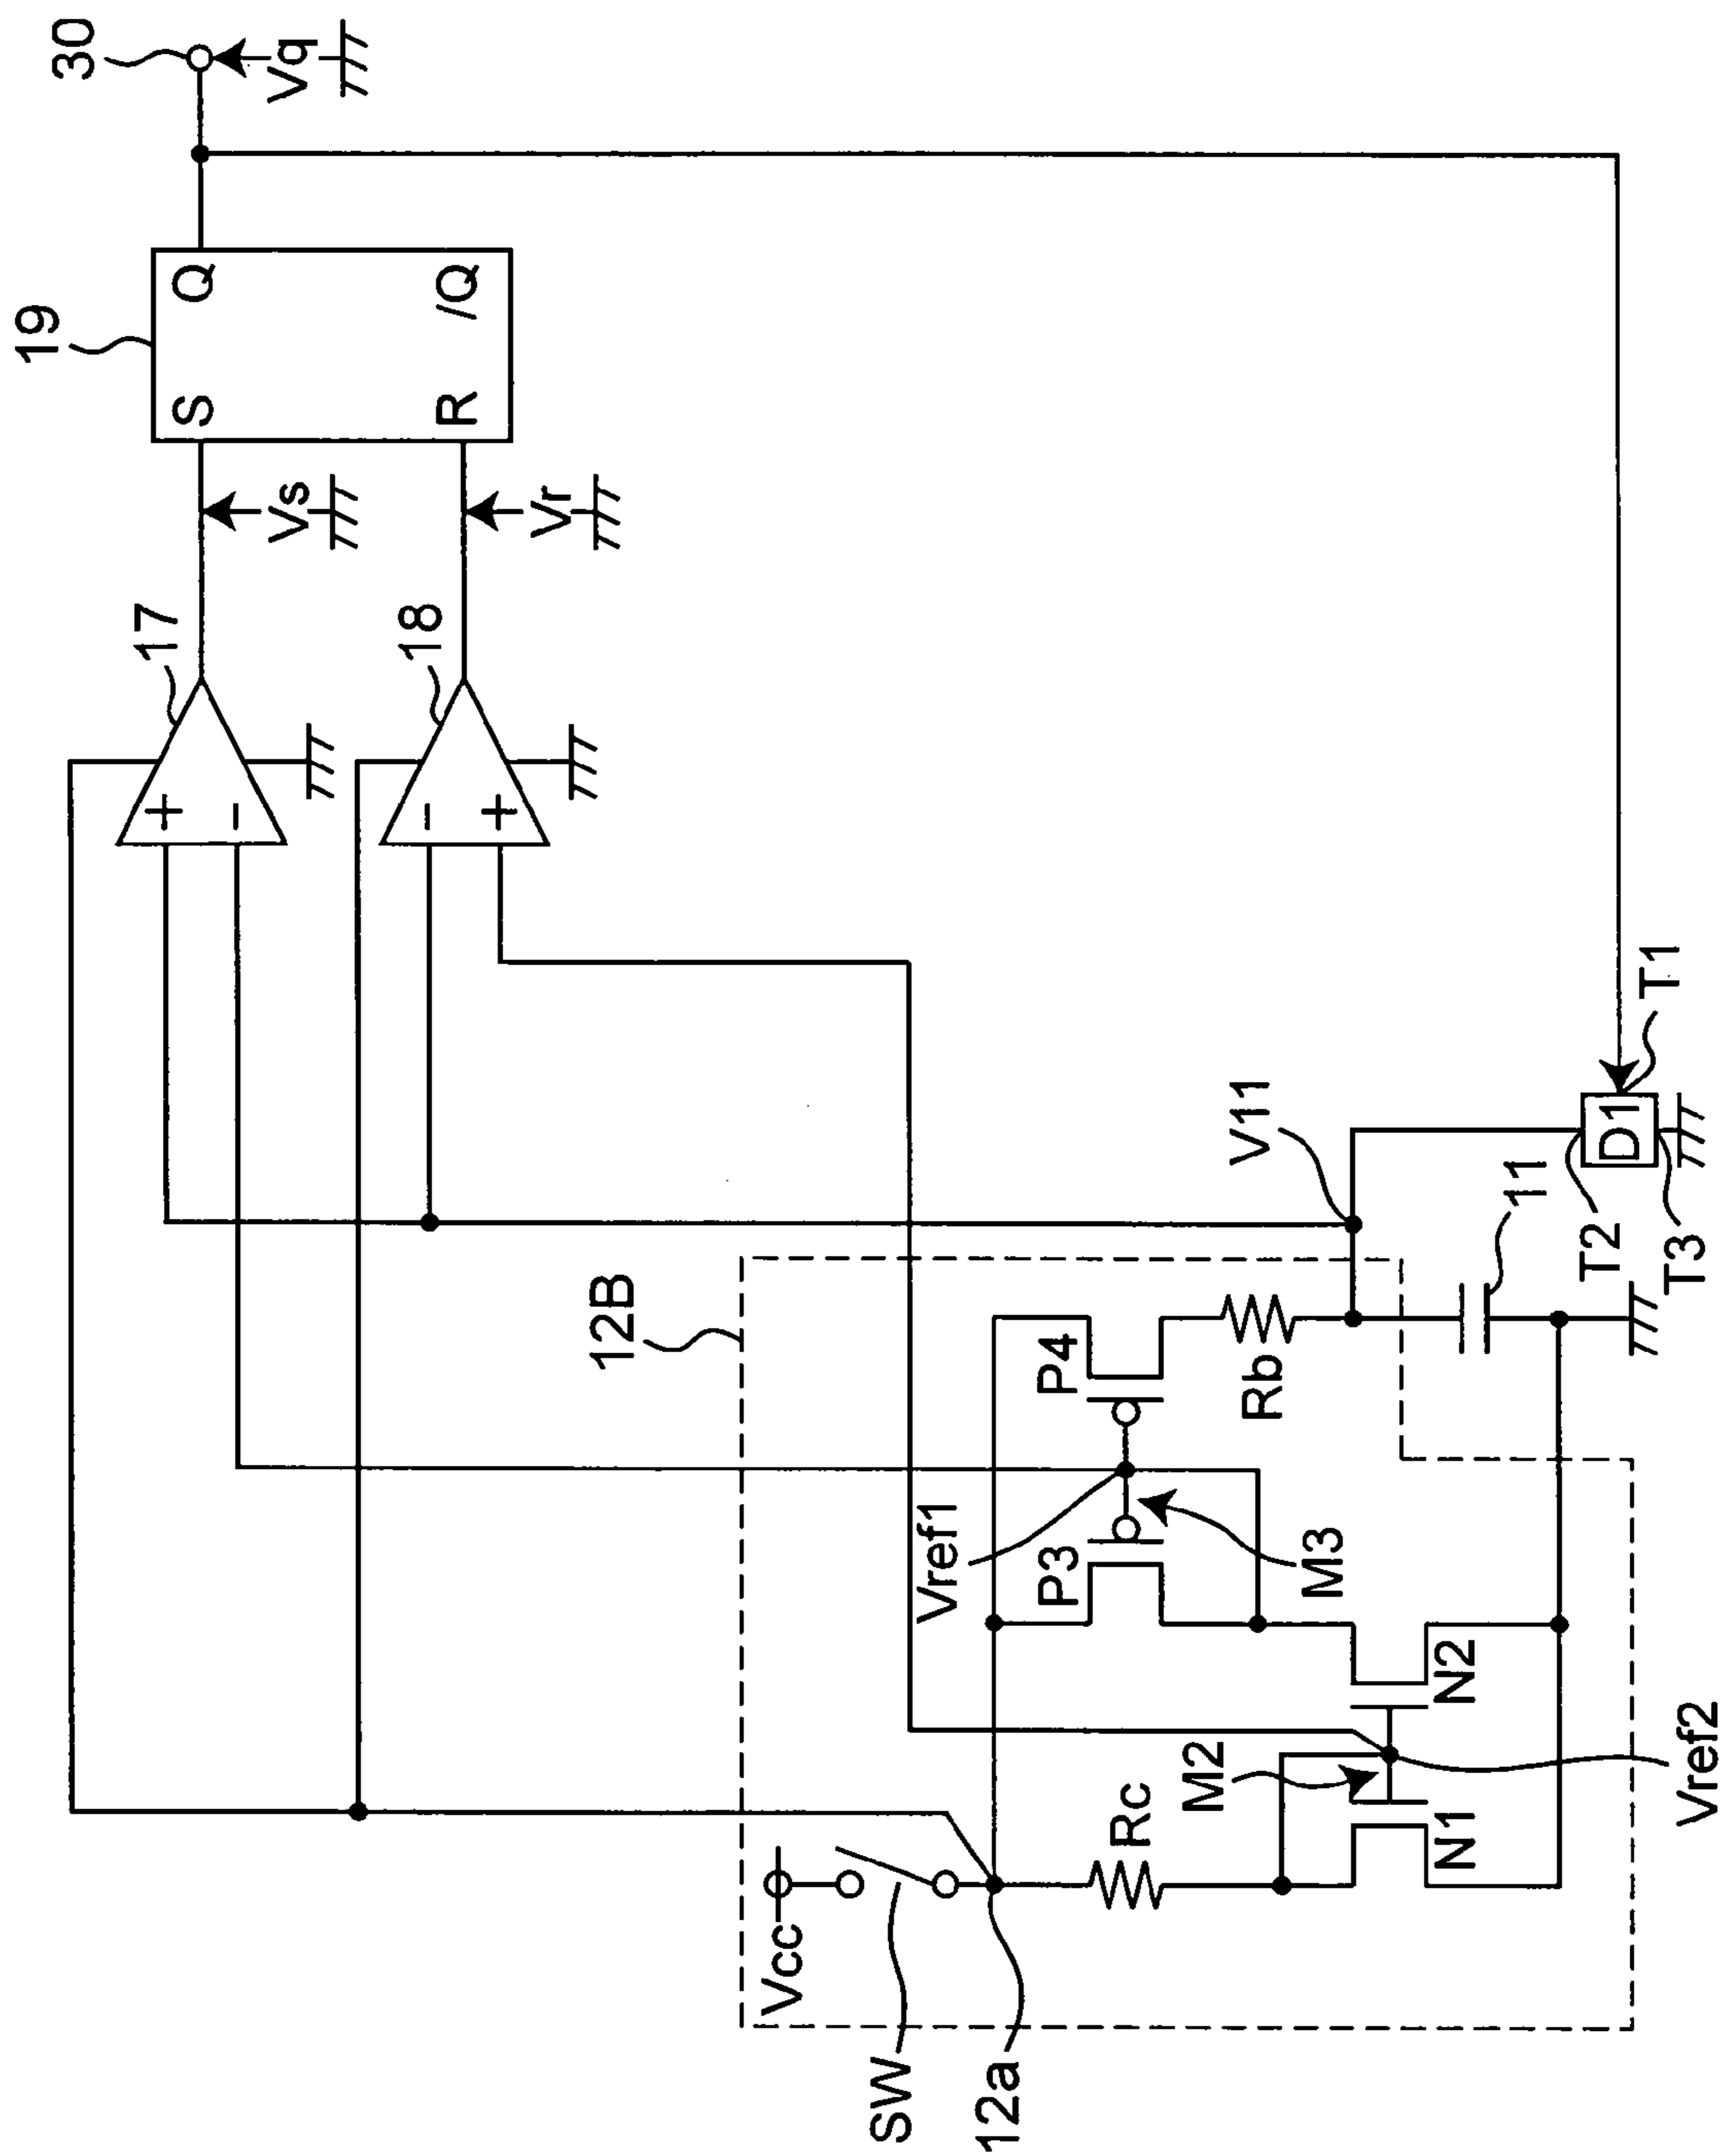 30
Vq
19
S
Q
R
/Q
Vs
Vr
17
+
-
18
-
+
12B
V11
D1
T1
T2
T3
11
P4
Rb
Vref1
P3
M3
N2
M2
N1
Vref2
Rc
Vcc
SW
12a